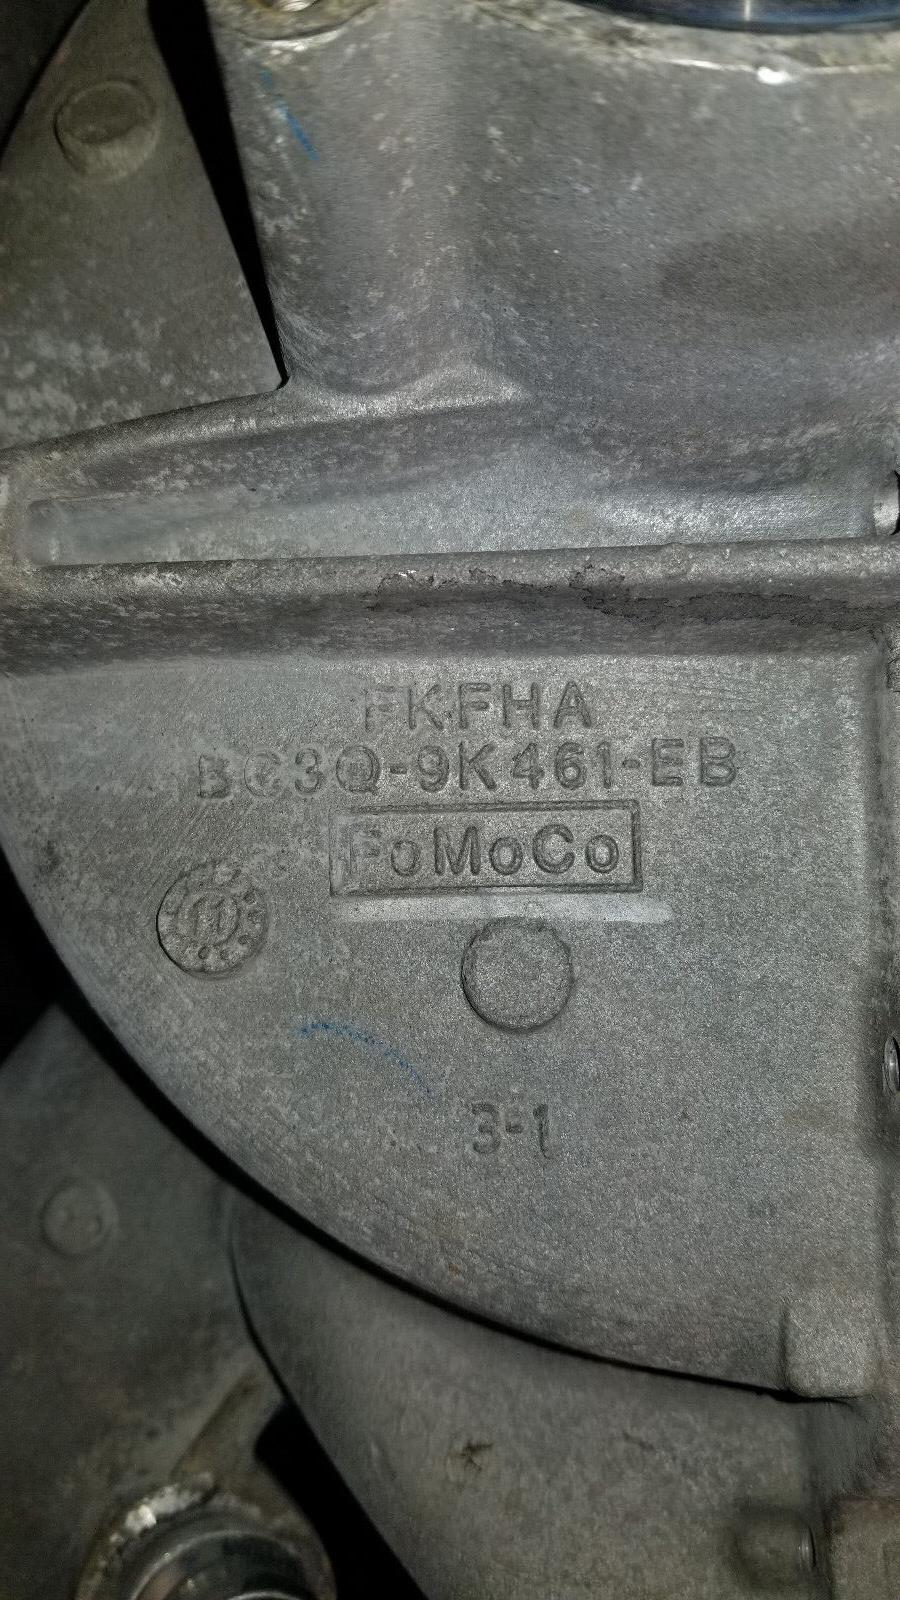 FKFHA
BC3Q-9K461-EB
FoMoCo
3-1